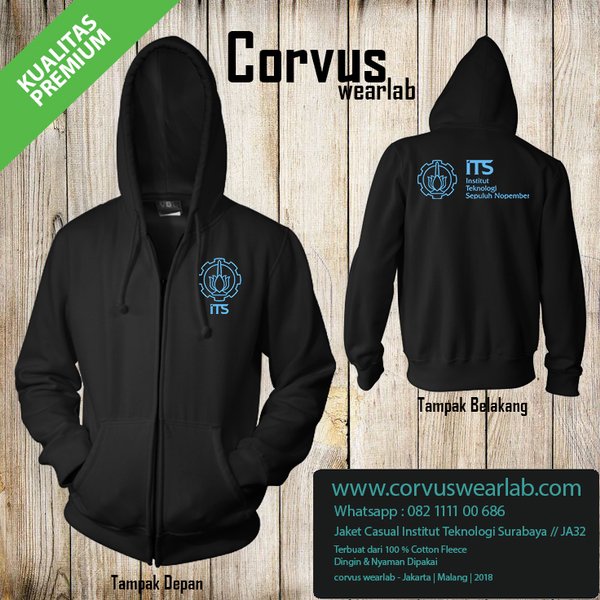 KUALITAS
PREMIUM
Corvus
wearlab
iTS
iTS
Institut
Teknologi
Sepuluh Nopember
Tampak Belakang
Tampak Depan
www.corvuswearlab.com
Whatsapp : 082 1111 00 686
Jaket Casual Institut Teknologi Surabaya // JA32
Terbuat dari 100 % Cotton Fleece
Dingin & Nyaman Dipakai
corvus wearlab - Jakarta | Malang | 2018